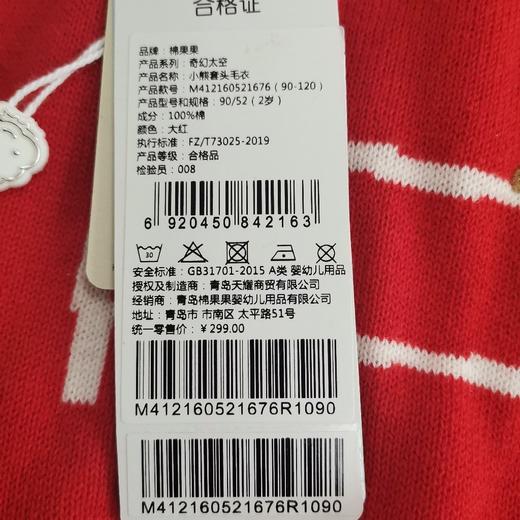 合格证
品牌：棉果果
产品系列：奇幻太空
产品名称：小熊套头毛衣
款号：M412160521676（90-120）
产品型号和规格：90/52（2岁）
成分：100%棉
颜色：大红
执行标准：FZ/T73025-2019
产品等级：合格品
检验员：008
6 920450 842163
30
安全标准：GB31701-2015 A类 婴幼儿用品
授权及制造商：青岛天耀商贸有限公司
经销商：青岛棉果果婴幼儿用品有限公司
地址：青岛市 市南区 太平路51号
统一零售价：￥299.00
M412160521676R1090
M412160521676R1090